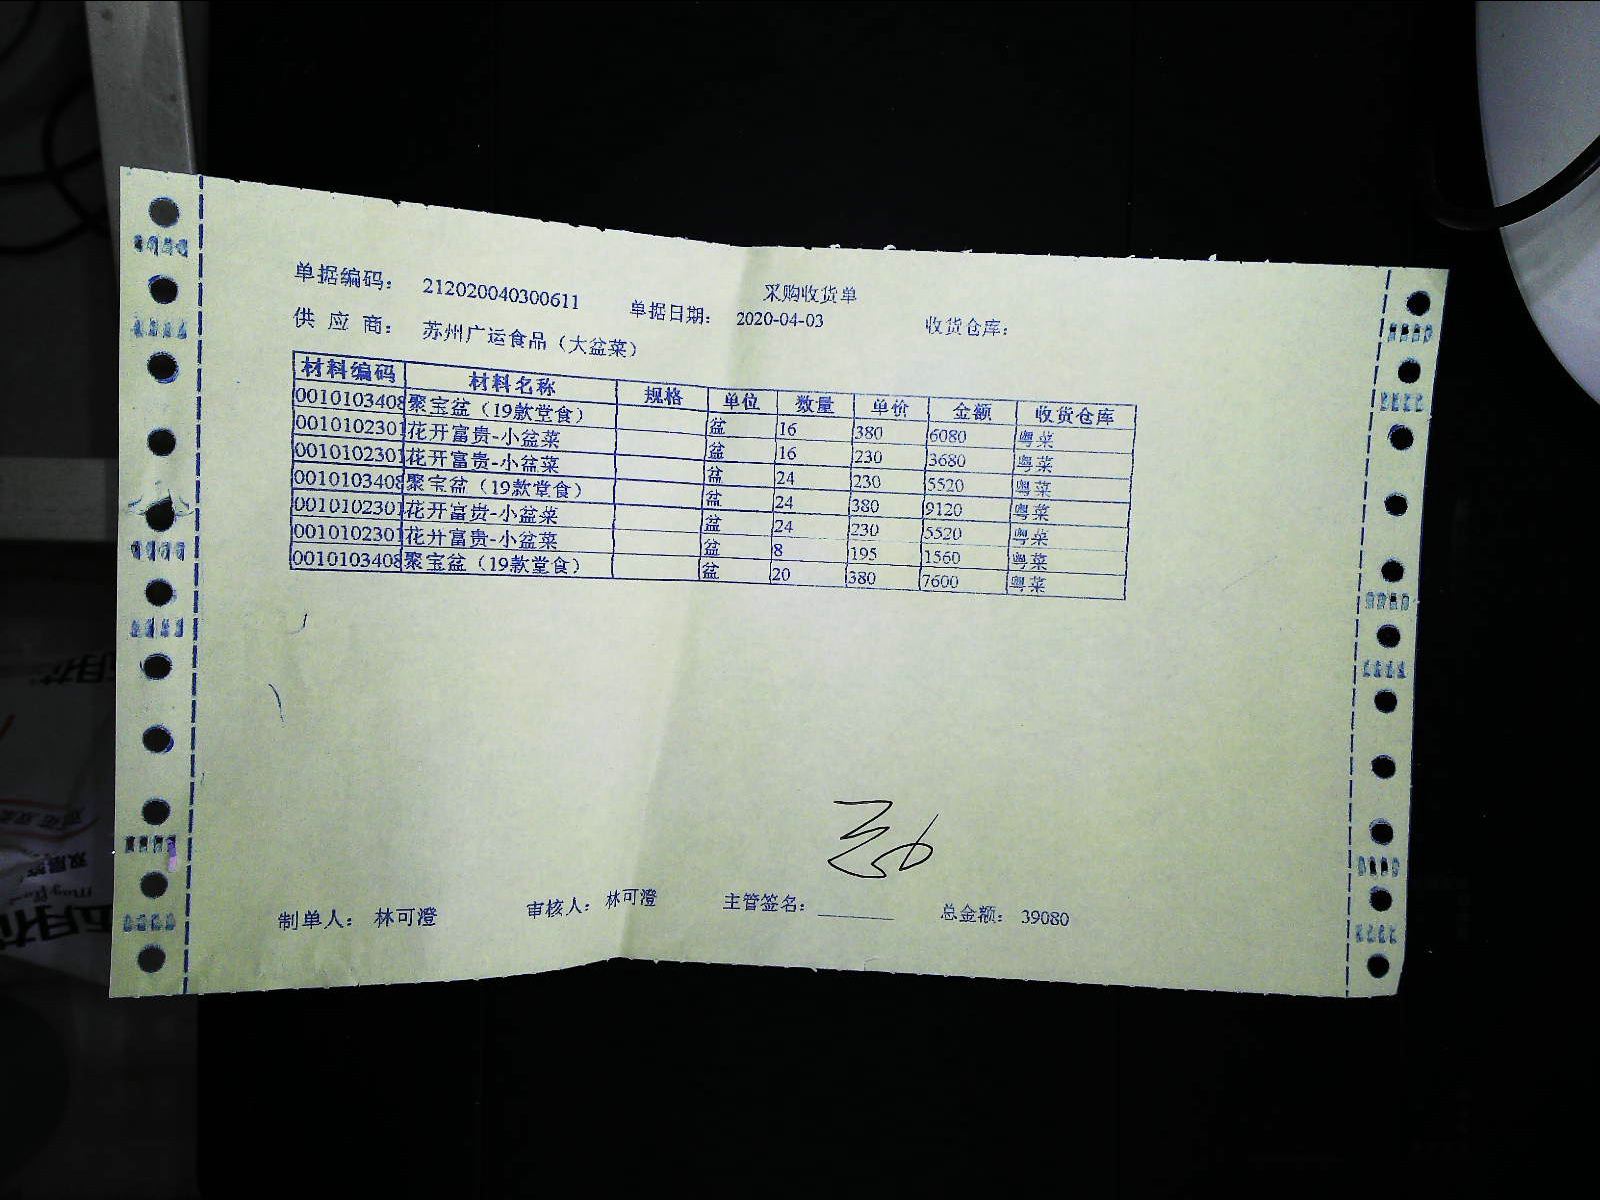 采购收货单
单据编码： 212020040300611 单据日期： 2020-04-03 收货仓库：
供 应 商： 苏州广运食品（大盆菜）
材料编码 材料名称 规格 单位 数量 单价 金额 收货仓库
0010103408 聚宝盆（19款堂食） 盆 16 380 6080 粤菜
0010102301 花开富贵-小盆菜 盆 16 230 3680 粤菜
0010102301 花开富贵-小盆菜 盆 24 230 5520 粤菜
0010103408 聚宝盆（19款堂食） 盆 24 380 9120 粤菜
0010102301 花开富贵-小盆菜 盆 24 230 5520 粤菜
0010102301 花开富贵-小盆菜 盆 8 195 1560 粤菜
0010103408 聚宝盆（19款堂食） 盆 20 380 7600 粤菜
制单人： 林可澄 审核人： 林可澄 主管签名： 总金额： 39080